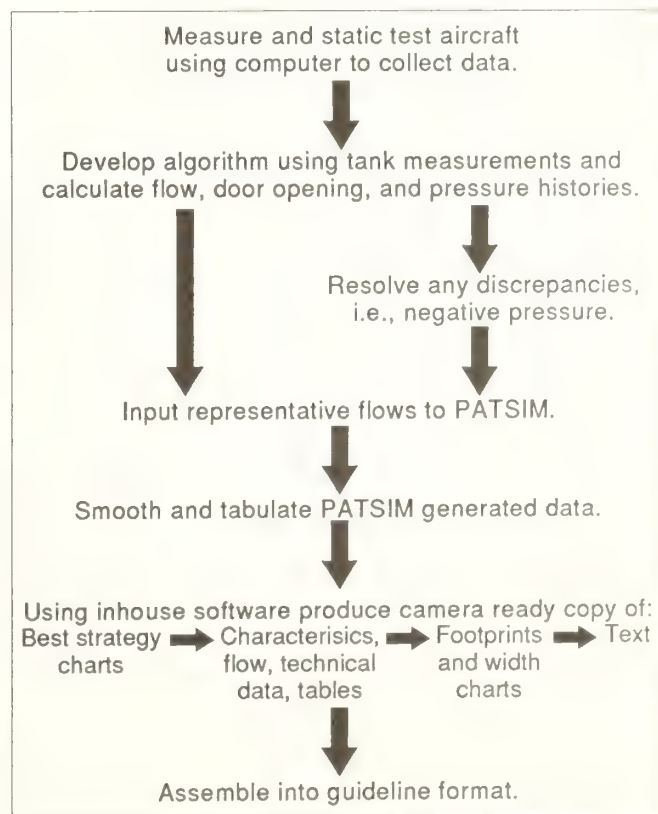 Measure and static test aircraft
using computer to collect data.
Develop algorithm using tank measurements and
calculate flow, door opening, and pressure histories.
Resolve any discrepancies,
i.e., negative pressure.
Input representative flows to PATSIM.
Smooth and tabulate PATSIM generated data.
Using inhouse software produce camera ready copy of:
Best strategy
charts
Characterisics,
flow, technical
data, tables
Footprints
and width
charts
Text
Assemble into guideline format.